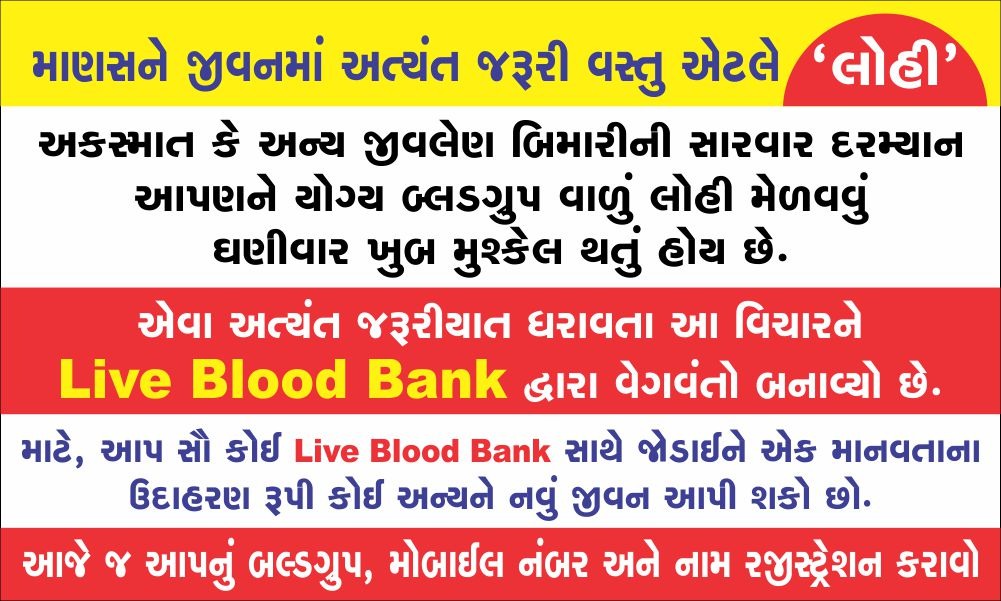 માણસને જીવનમાં અત્યંત જરૂરી વસ્તુ એટલે ‘લોહી’
અકસ્માત કે અન્ય જીવલેણ બિમારીની સારવાર દરમ્યાન
આપણને યોગ્ય બ્લડગ્રુપ વાળું લોહી મેળવવું
ઘણીવાર ખુબ મુશ્કેલ થતું હોય છે.
એવા અત્યંત જરૂરીયાત ધરાવતા આ વિચારને
Live Blood Bank દ્વારા વેગવંતો બનાવ્યો છે.
માટે, આપ સૌ કોઈ Live Blood Bank સાથે જોડાઈને એક માનવતાના
ઉદાહરણ રૂપી કોઈ અન્યને નવું જીવન આપી શકો છો.
આજે જ આપનું બલ્ડગ્રુપ, મોબાઈલ નંબર અને નામ રજીસ્ટ્રેશન કરાવો